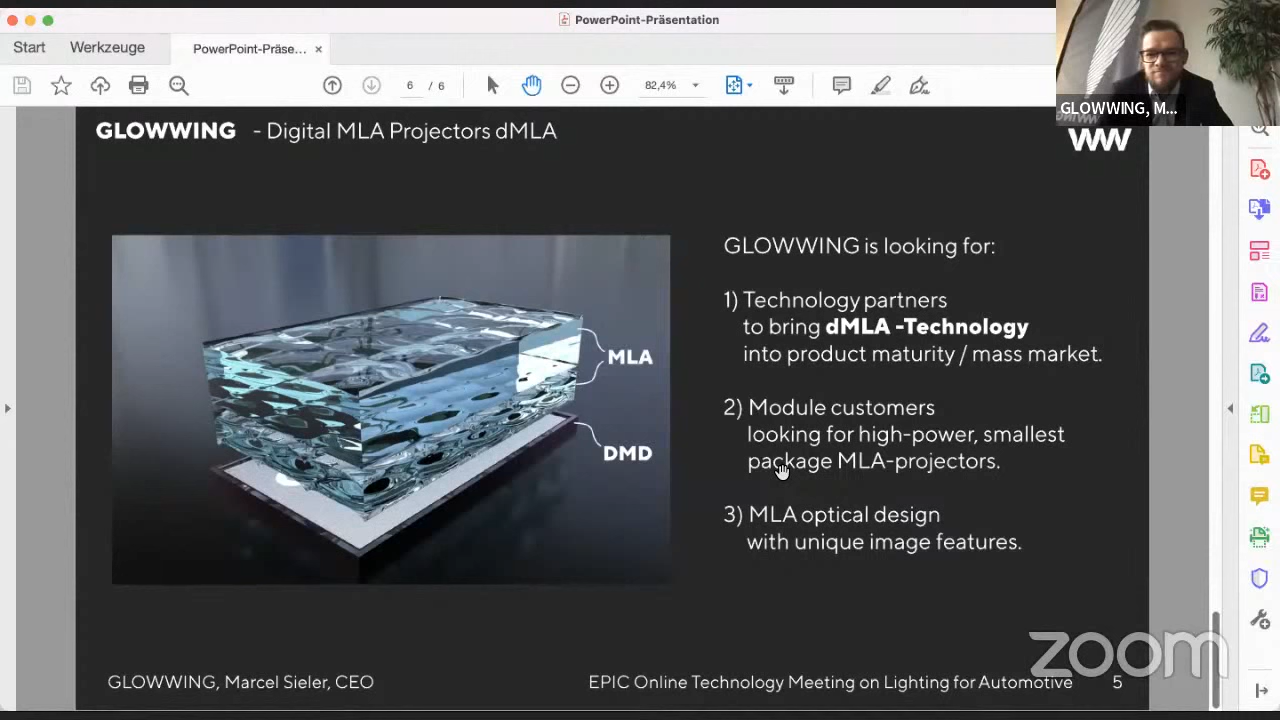 PowerPoint-Präsentation
Start Werkzeuge PowerPoint-Präse... ×
6 / 6 82,4%
GLOWWING, M...
GLOWWING - Digital MLA Projectors dMLA
MLA
DMD
GLOWWING is looking for:
1) Technology partners
to bring dMLA -Technology
into product maturity / mass market.
2) Module customers
looking for high-power, smallest
package MLA-projectors.
3) MLA optical design
with unique image features.
zoom
GLOWWING, Marcel Sieler, CEO EPIC Online Technology Meeting on Lighting for Automotive 5